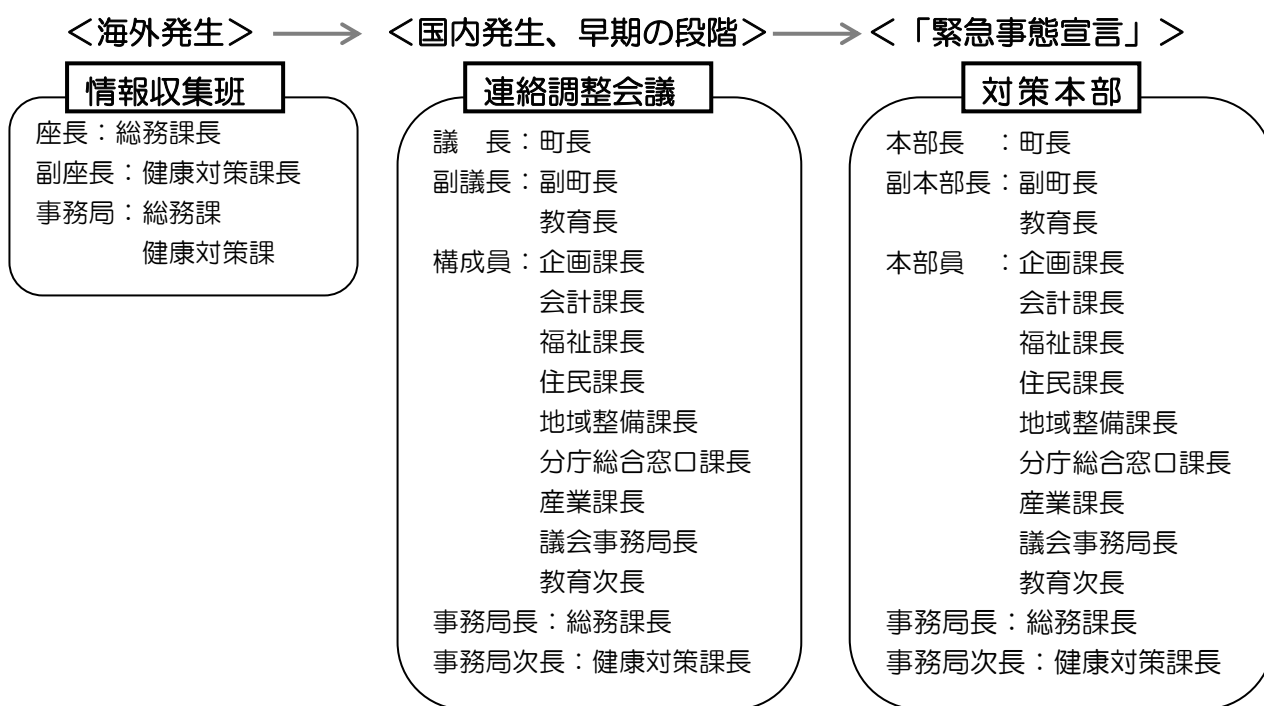 ＜海外発生＞ → ＜国内発生、早期の段階＞ → ＜「緊急事態宣言」＞
情報収集班
座長：総務課長
副座長：健康対策課長
事務局：総務課
健康対策課
連絡調整会議
議　長：町長
副議長：副町長
教育長
構成員：企画課長
会計課長
福祉課長
住民課長
地域整備課長
分庁総合窓口課長
産業課長
議会事務局長
教育次長
事務局長：総務課長
事務局次長：健康対策課長
対策本部
本部長　：町長
副本部長：副町長
教育長
本部員　：企画課長
会計課長
福祉課長
住民課長
地域整備課長
分庁総合窓口課長
産業課長
議会事務局長
教育次長
事務局長：総務課長
事務局次長：健康対策課長